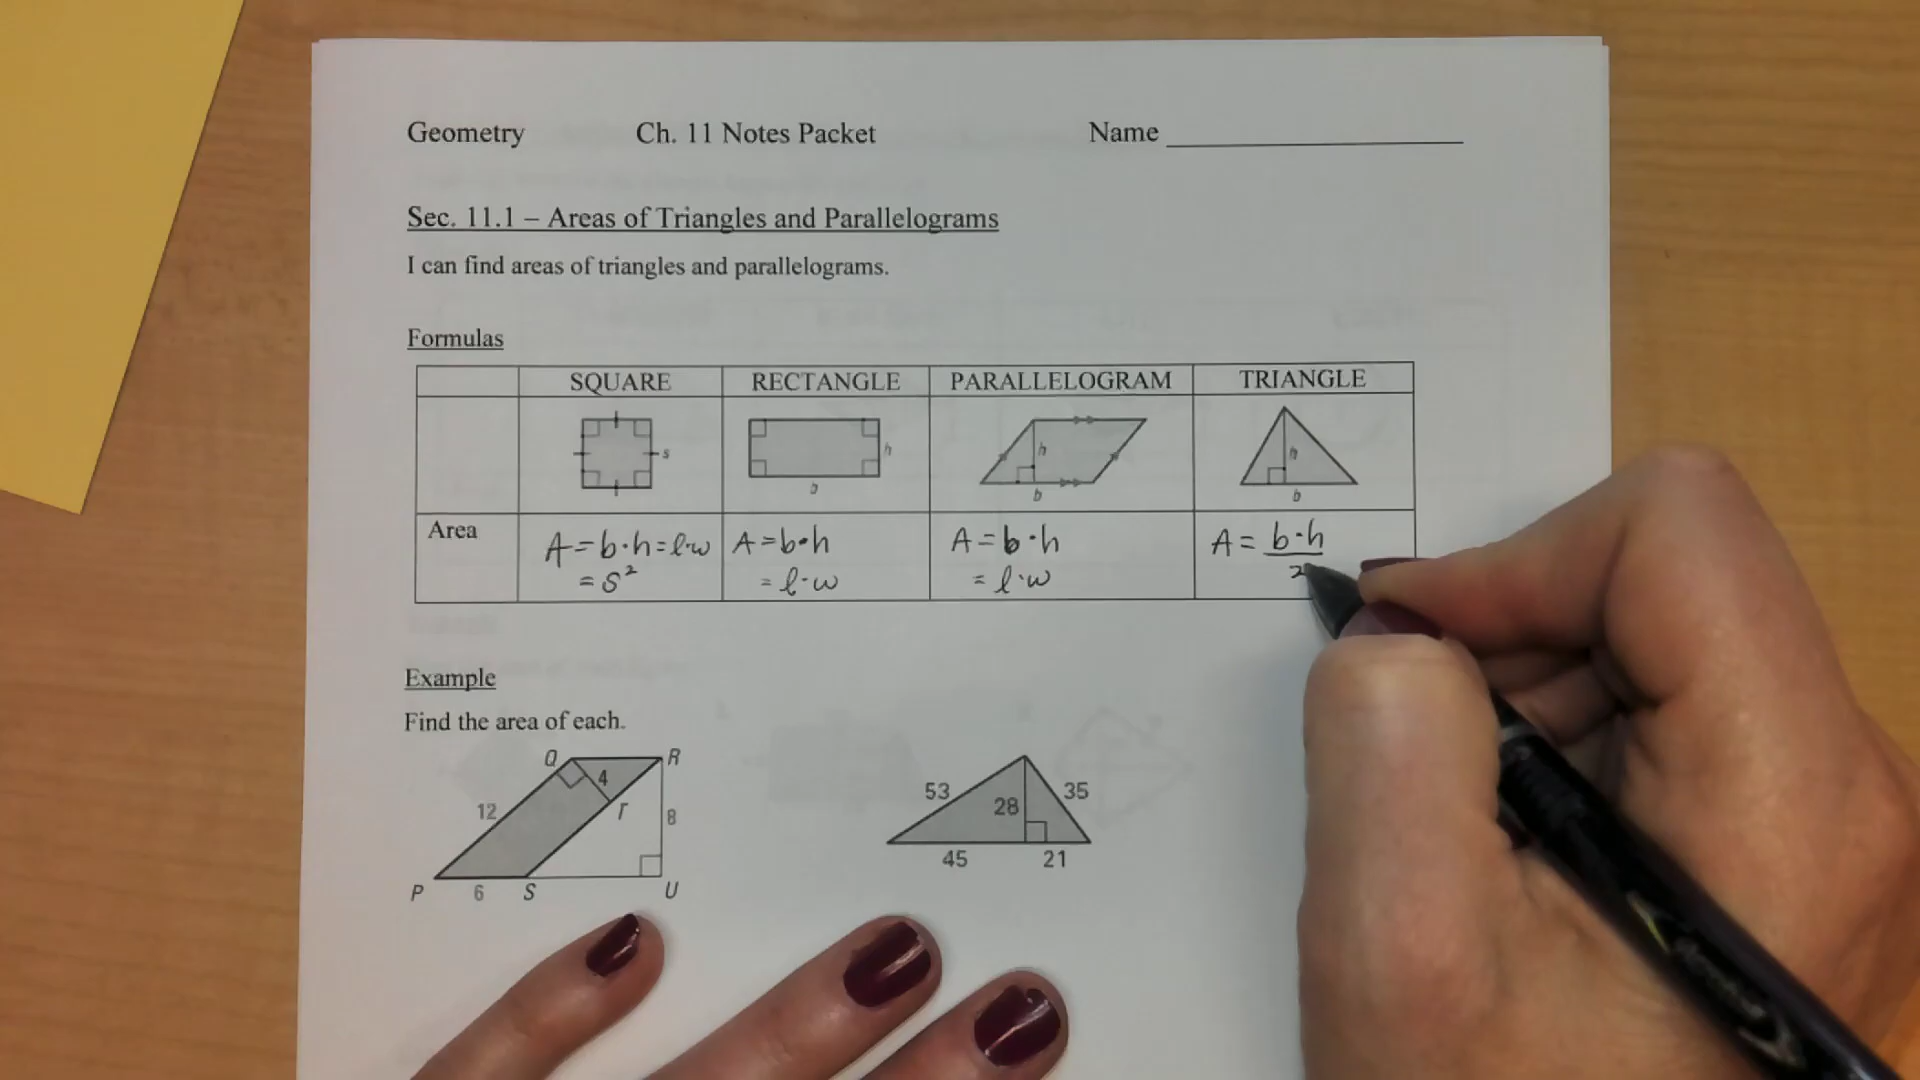 Geometry Ch. 11 Notes Packet Name
Sec. 11.1 – Areas of Triangles and Parallelograms
I can find areas of triangles and parallelograms.
Formulas
SQUARE RECTANGLE PARALLELOGRAM TRIANGLE
s h b h b h b
Area
A = b·h = l·w A = b·h A = b·h A = b·h
= s² = l·w = l·w 2
Example
Find the area of each.
Q R
4
12 T 8
P 6 S U
53 28 35
45 21